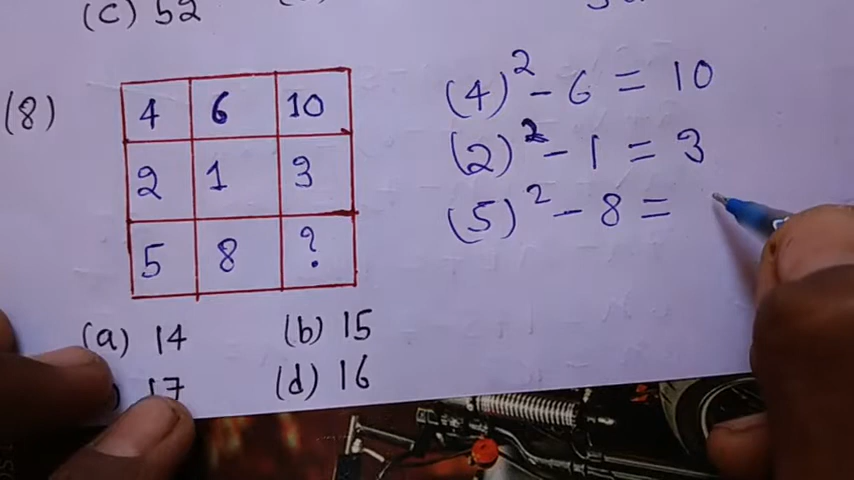 (c) 52
(8)
4 6 10
2 1 3
5 8 ?
(4)² - 6 = 10
(2)² - 1 = 3
(5)² - 8 =
(a) 14 (b) 15
) 17 (d) 16